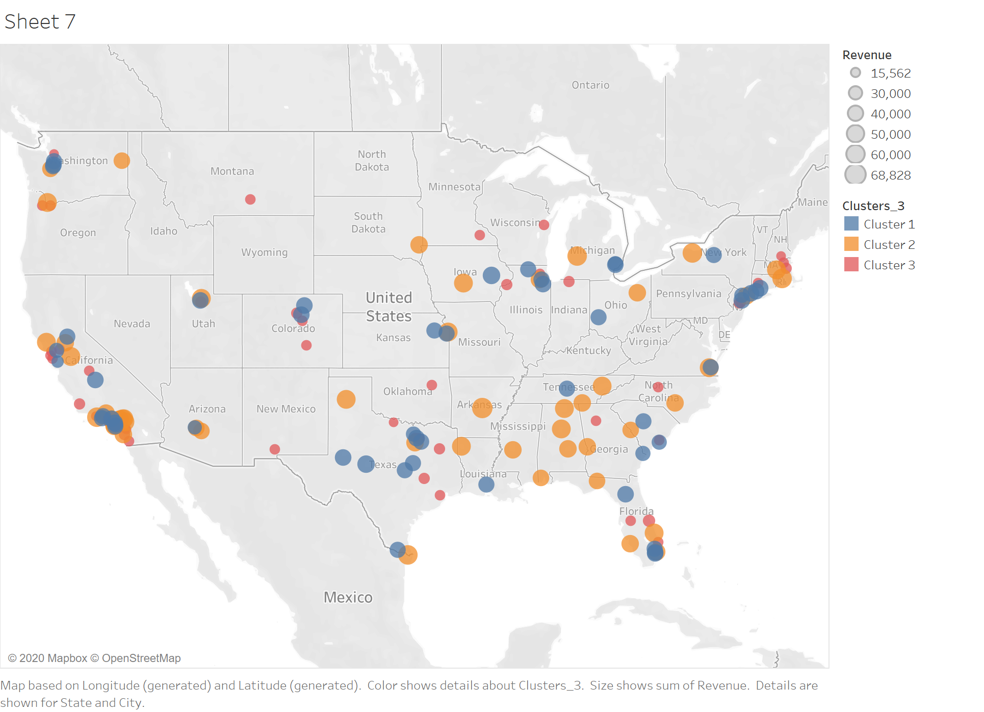 Sheet 7
Revenue
15,562
30,000
40,000
50,000
60,000
68,828
Clusters_3
Cluster 1
Cluster 2
Cluster 3
Ontario
Washington
Montana
North
Dakota
Minnesota
Maine
Oregon
Idaho
South
Dakota
Wisconsin
Michigan
New York
VT
NH
Wyoming
Iowa
United
States
Nevada
Utah
Colorado
Kansas
Missouri
Illinois
Indiana
Ohio
Pennsylvania
MD
DE
West
Virginia
Kentucky
California
Arizona
New Mexico
Oklahoma
Arkansas
Tennessee
North
Carolina
Mississippi
Georgia
Texas
Louisiana
Florida
Mexico
© 2020 Mapbox © OpenStreetMap
Map based on Longitude (generated) and Latitude (generated). Color shows details about Clusters_3. Size shows sum of Revenue. Details are
shown for State and City.